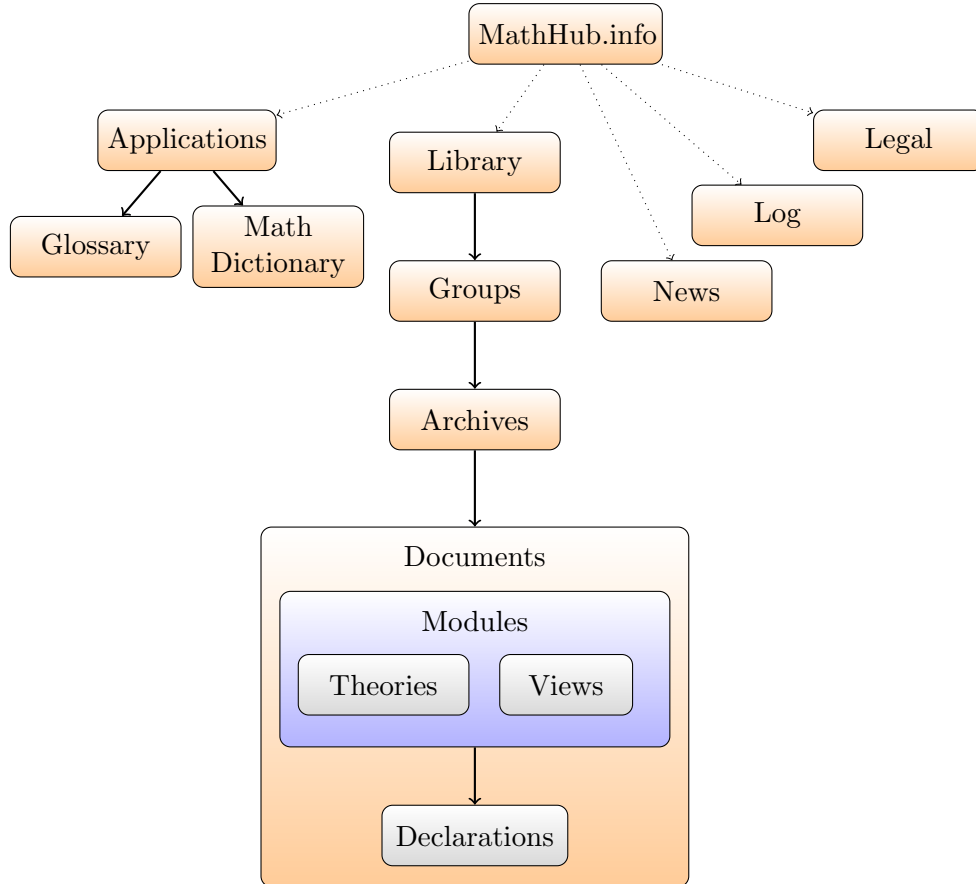 MathHub.info
Applications
Library
Legal
Glossary
Math
Dictionary
Log
Groups
News
Archives
Documents
Modules
Theories
Views
Declarations